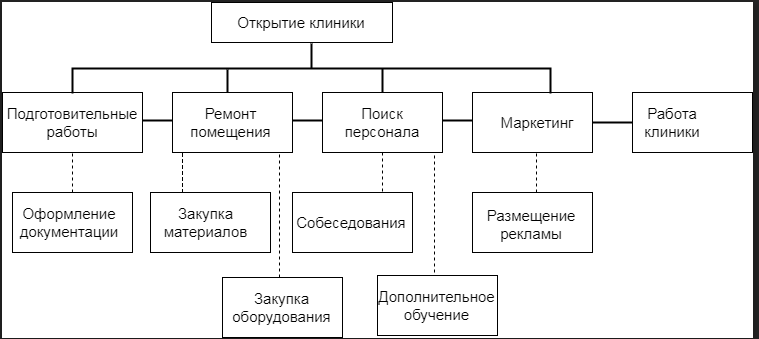 Открытие клиники
Подготовительные
работы
Ремонт
помещения
Поиск
персонала
Маркетинг
Работа
клиники
Оформление
документации
Закупка
материалов
Собеседования
Размещение
рекламы
Закупка
оборудования
Дополнительное
обучение